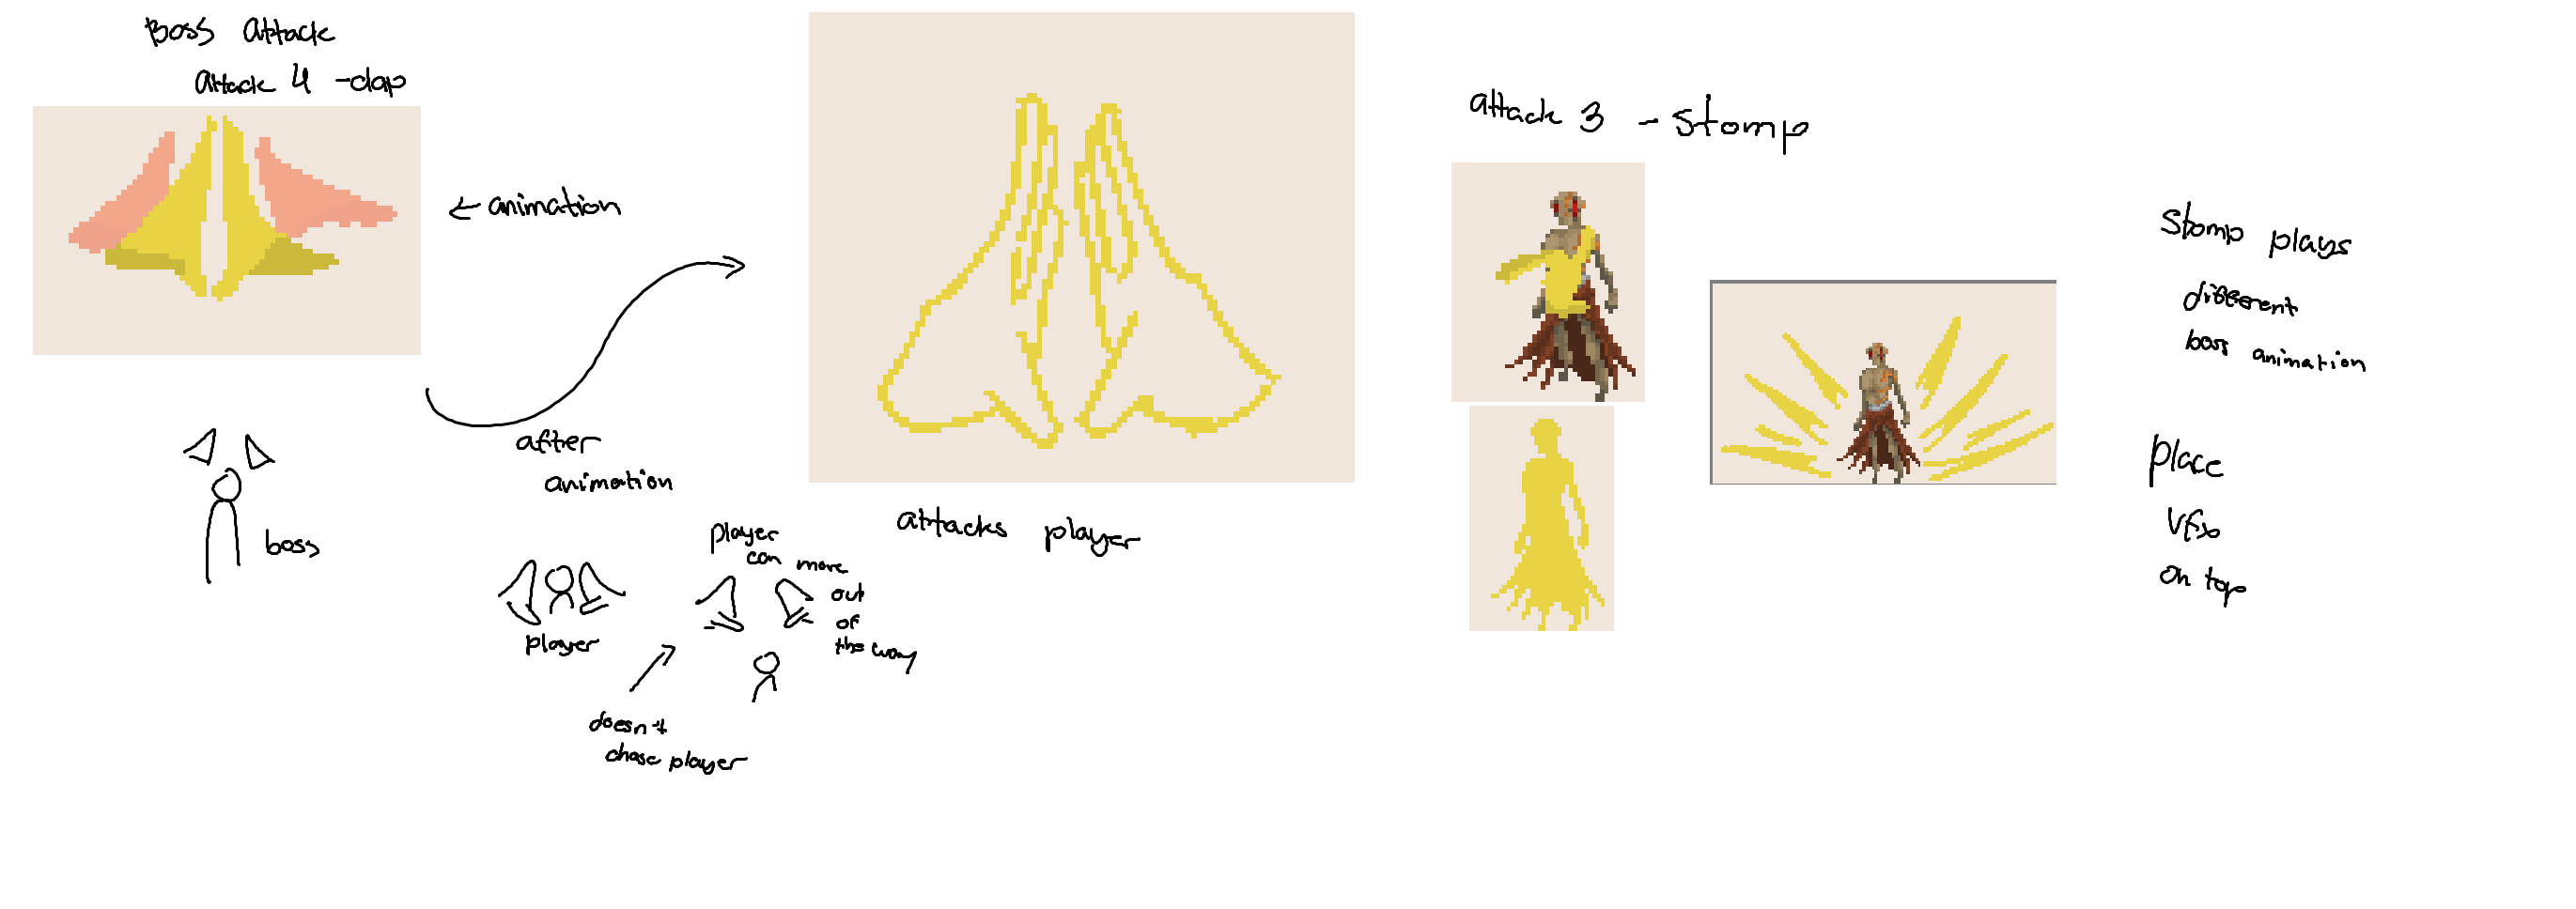 Boss attack
attack 4 - clap
← animation
boss
after
animation
attacks player
player
player
can move
out
of
the way
doesn't
chase player
attack 3 - stomp
stomp plays
different
boss animation
place
vfx
on top